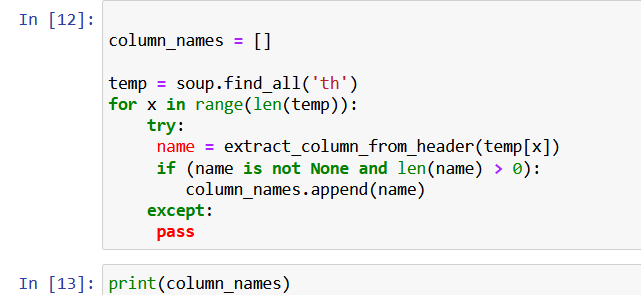 In [12]:
column_names = []
temp = soup.find_all('th')
for x in range(len(temp)):
    try:
     name = extract_column_from_header(temp[x])
     if (name is not None and len(name) > 0):
        column_names.append(name)
    except:
     pass
In [13]: print(column_names)